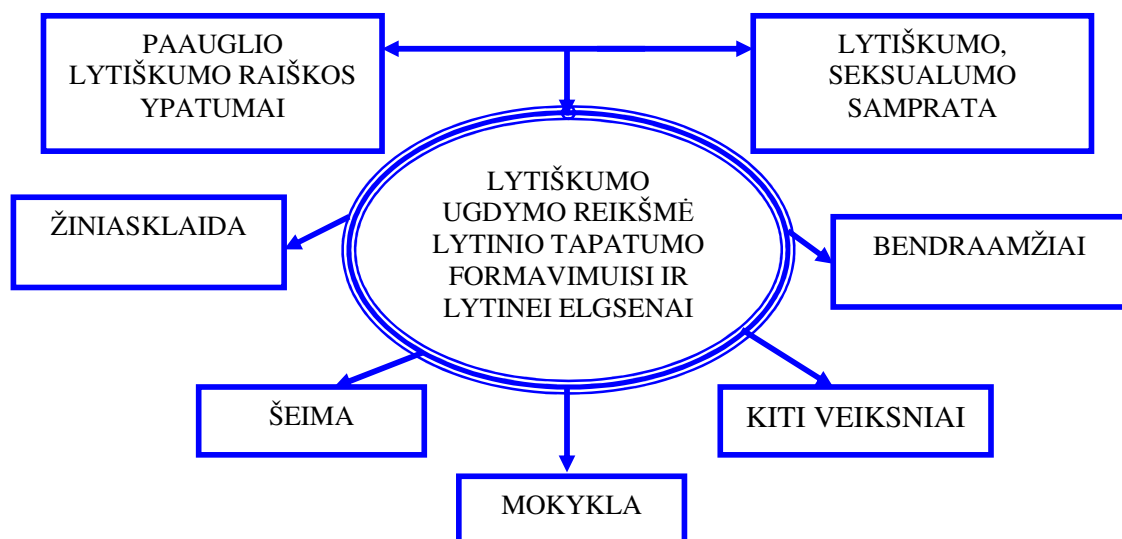 PAAUGLIO
LYTIŠKUMO RAIŠKOS
YPATUMAI
LYTIŠKUMO,
SEKSUALUMO
SAMPRATA
LYTIŠKUMO
UGDYMO REIKŠMĖ
LYTINIO TAPATUMO
FORMAVIMUISI IR
LYTINEI ELGSENAI
ŽINIASKLAIDA
BENDRAAMŽIAI
ŠEIMA
KITI VEIKSNIAI
MOKYKLA